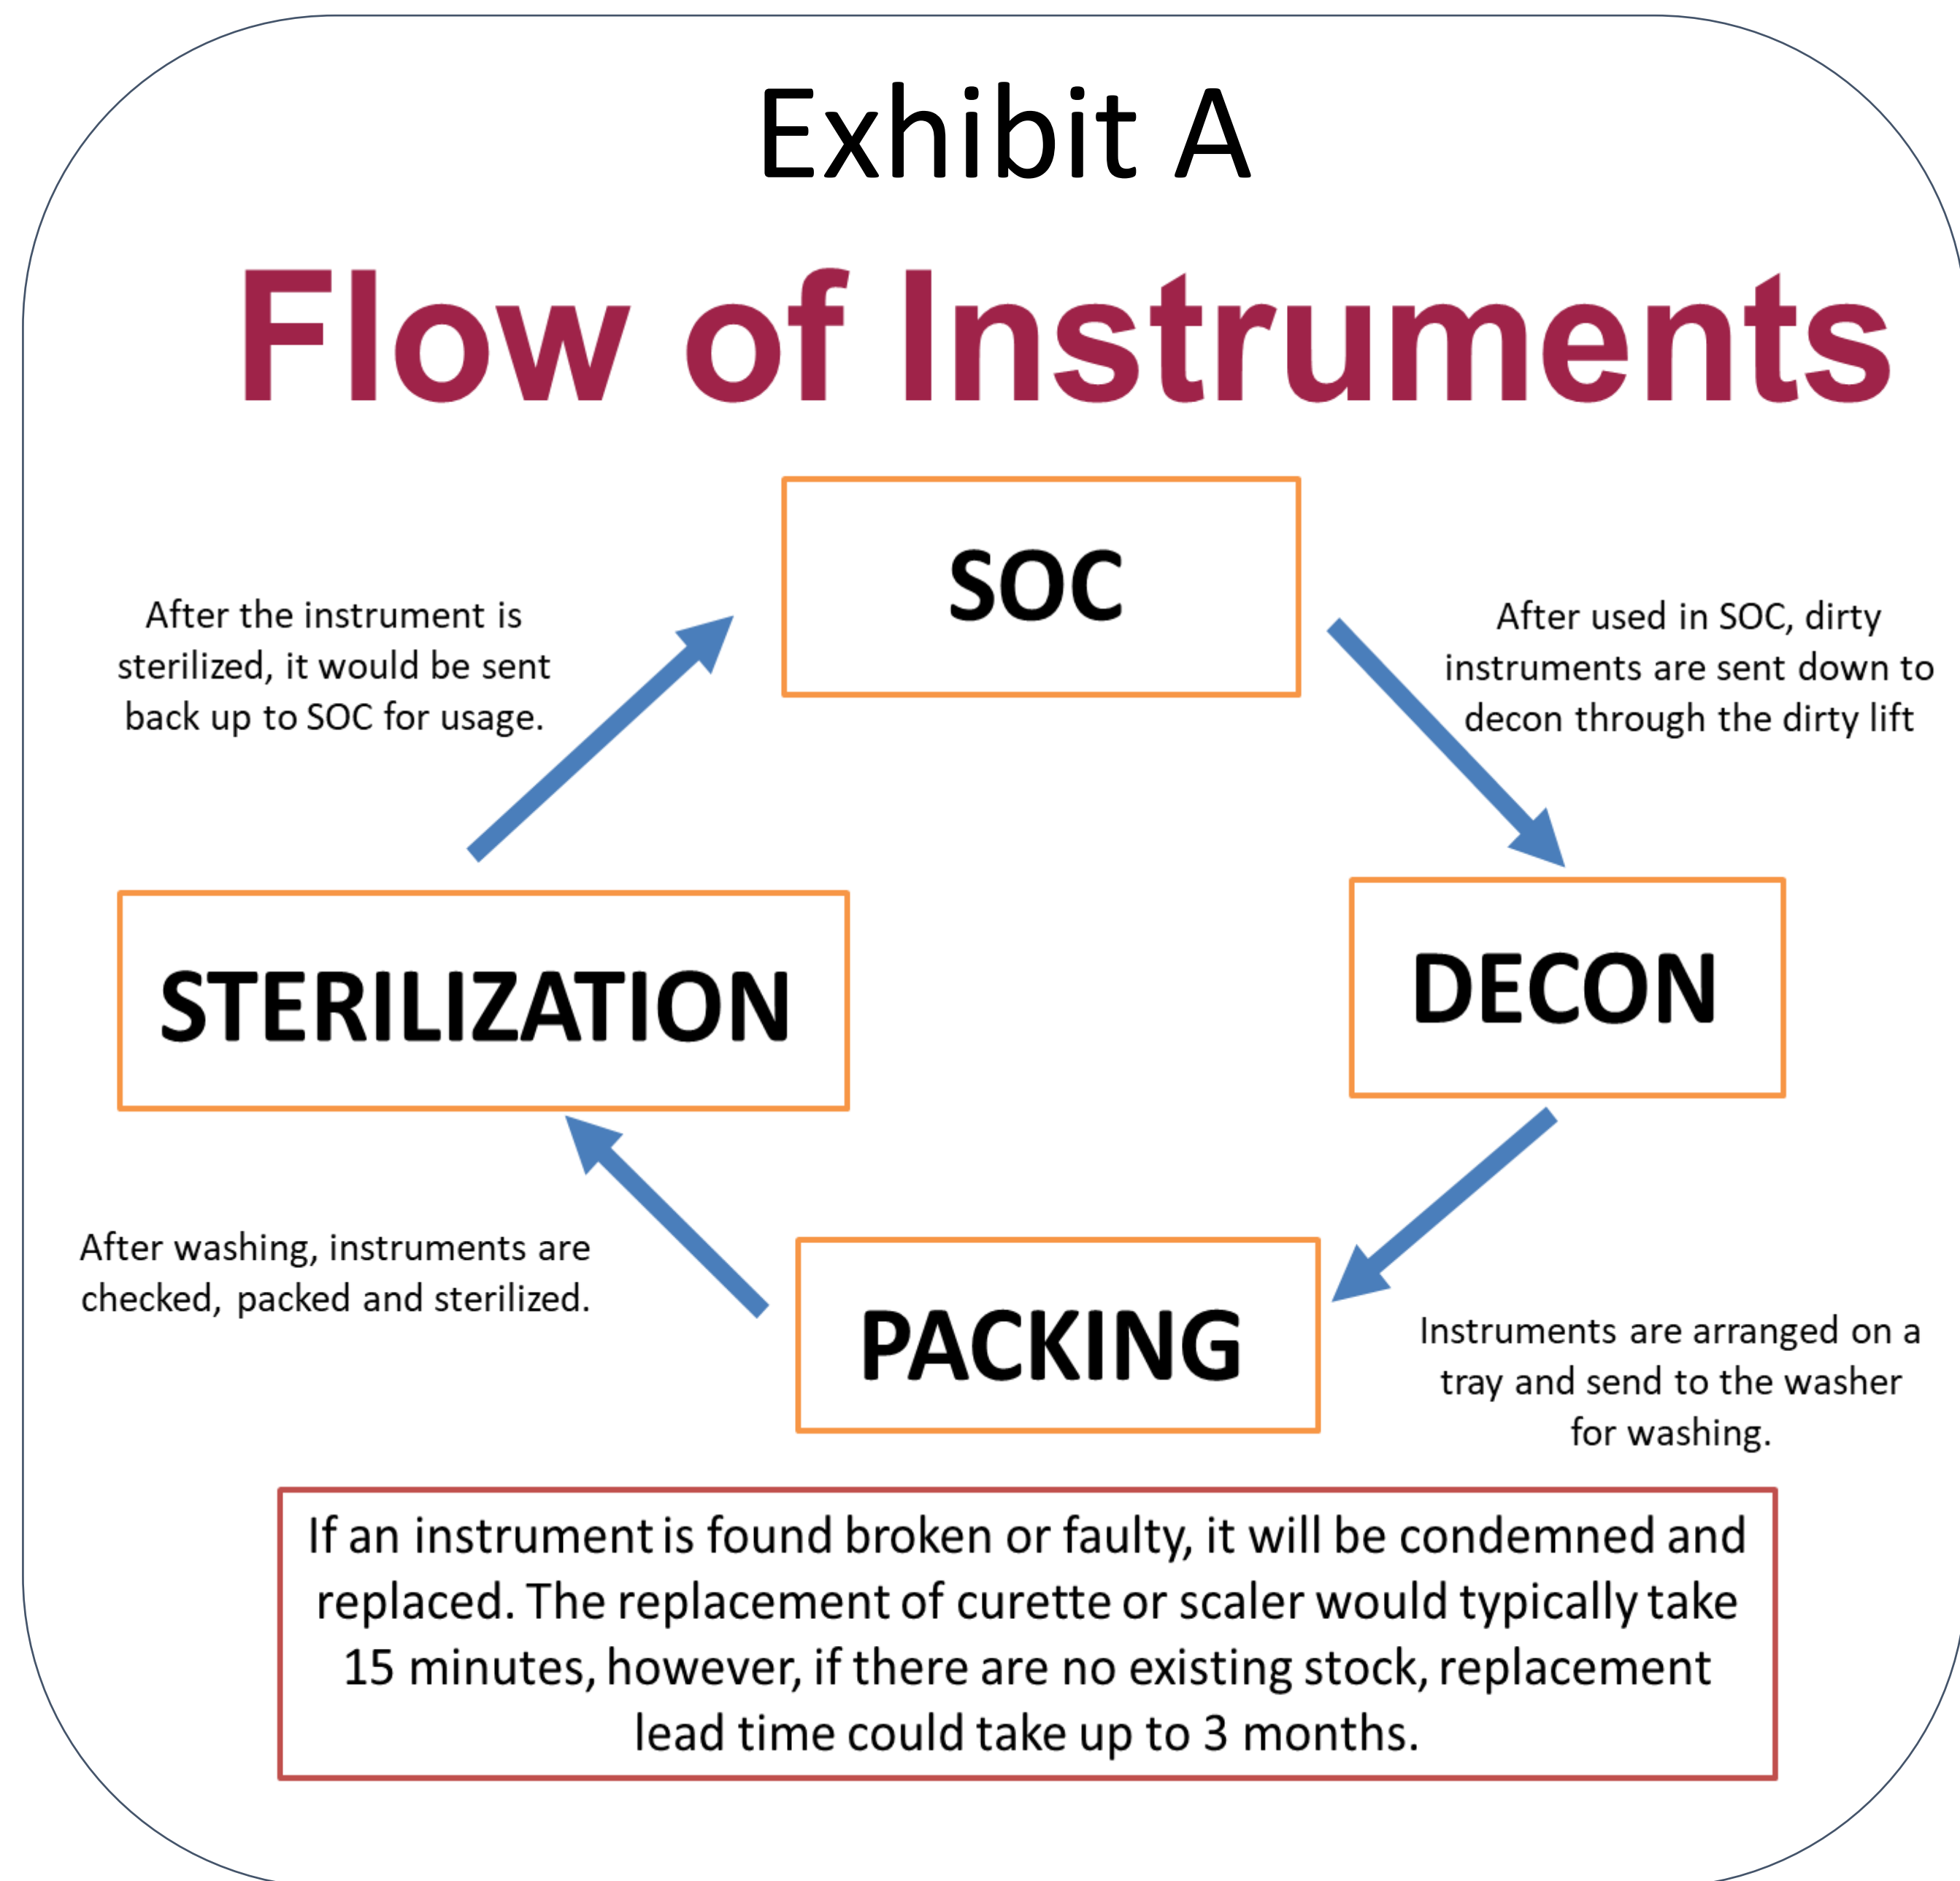 Exhibit A
Flow of Instruments
SOC
After the instrument is
sterilized, it would be sent
back up to SOC for usage.
After used in SOC, dirty
instruments are sent down to
decon through the dirty lift
STERILIZATION
DECON
After washing, instruments are
checked, packed and sterilized.
PACKING
Instruments are arranged on a
tray and send to the washer
for washing.
If an instrument is found broken or faulty, it will be condemned and
replaced. The replacement of curette or scaler would typically take
15 minutes, however, if there are no existing stock, replacement
lead time could take up to 3 months.